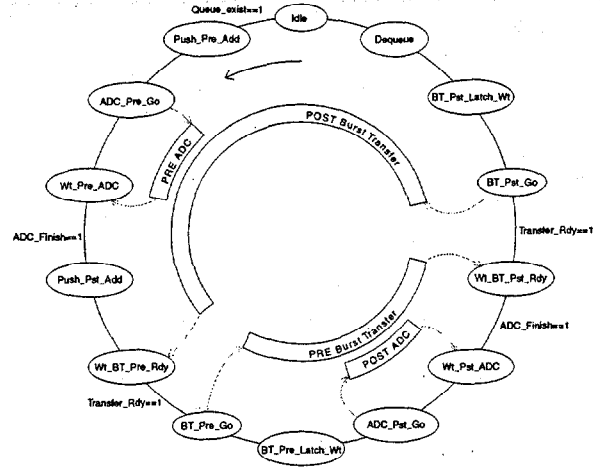 Queue_exist==1
Idle
Push_Pre_Add
Dequeue
ADC_Pre_Go
BT_Pst_Latch_Wt
POST Burst Transfer
PRE ADC
Wt_Pre_ADC
BT_Pst_Go
ADC_Finish==1
Transfer_Rdy==1
Push_Pst_Add
Wt_BT_Pst_Rdy
ADC_Finish==1
PRE Burst Transfer
POST ADC
Wt_BT_Pre_Rdy
Wt_Pst_ADC
Transfer_Rdy==1
BT_Pre_Go
ADC_Pst_Go
BT_Pre_Latch_Wt